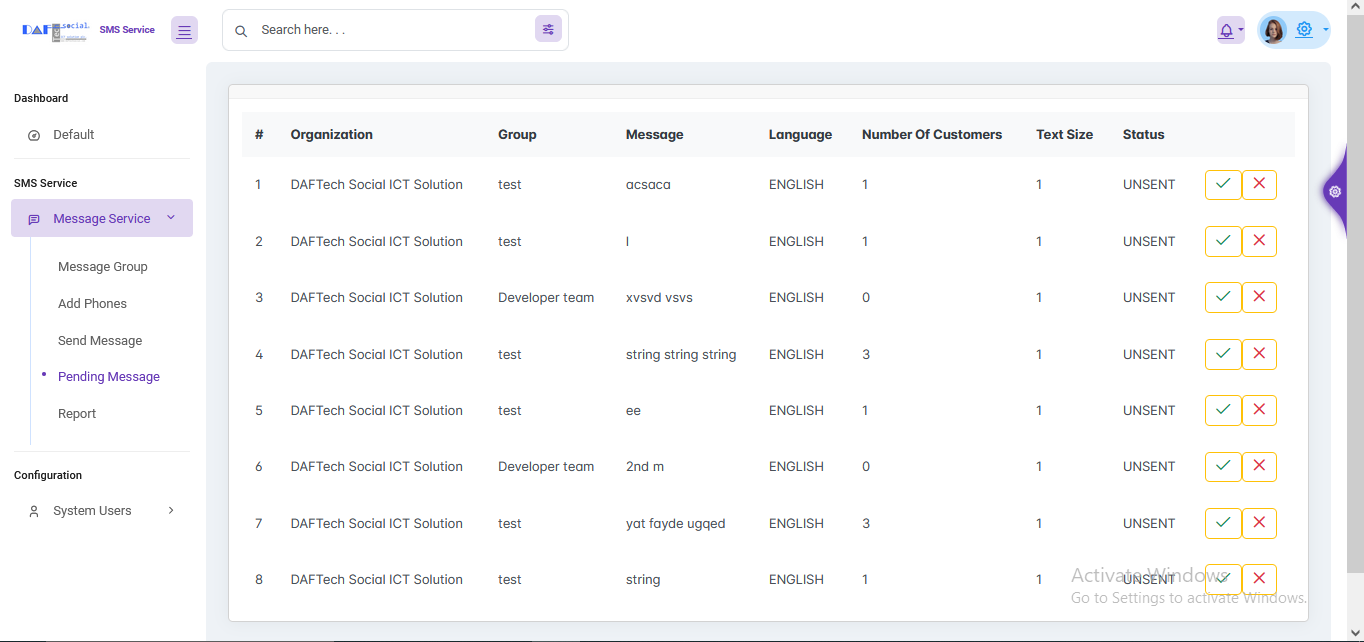 DAFTech social
SMS Service
Search here. . .
Dashboard
Default
SMS Service
Message Service
Message Group
Add Phones
Send Message
Pending Message
Report
Configuration
System Users
# Organization Group Message Language Number Of Customers Text Size Status
1 DAFTech Social ICT Solution test acsaca ENGLISH 1 1 UNSENT
2 DAFTech Social ICT Solution test l ENGLISH 1 1 UNSENT
3 DAFTech Social ICT Solution Developer team xvsvd vsvs ENGLISH 0 1 UNSENT
4 DAFTech Social ICT Solution test string string string ENGLISH 3 1 UNSENT
5 DAFTech Social ICT Solution test ee ENGLISH 1 1 UNSENT
6 DAFTech Social ICT Solution Developer team 2nd m ENGLISH 0 1 UNSENT
7 DAFTech Social ICT Solution test yat fayde ugqed ENGLISH 3 1 UNSENT
8 DAFTech Social ICT Solution test string ENGLISH 1 1 UNSENT
Activate Windows
Go to Settings to activate Windows.